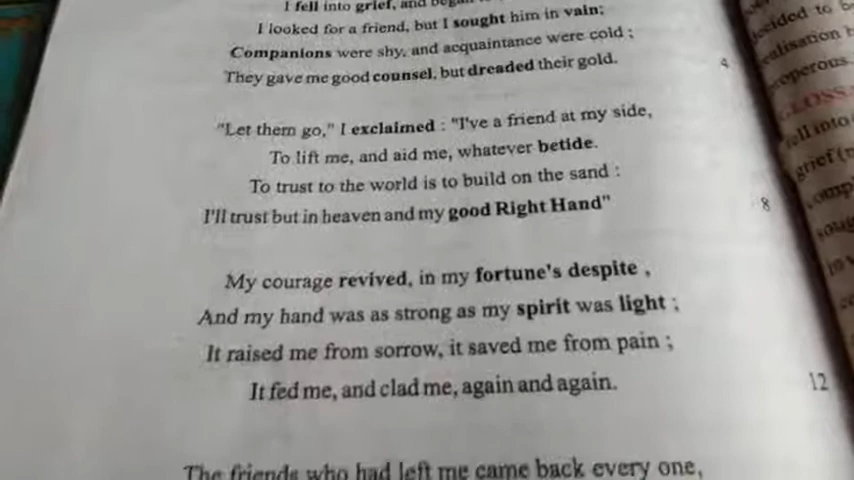 I fell into grief, and began
I looked for a friend, but I sought him in vain;
Companions were shy, and acquaintance were cold ;
They gave me good counsel, but dreaded their gold.
4
"Let them go," I exclaimed : "I've a friend at my side,
To lift me, and aid me, whatever betide.
To trust to the world is to build on the sand :
I'll trust but in heaven and my good Right Hand"
8
My courage revived, in my fortune's despite ,
And my hand was as strong as my spirit was light ;
It raised me from sorrow, it saved me from pain ;
It fed me, and clad me, again and again.
12
The friends who had left me came back every one,
to
fell into
grief